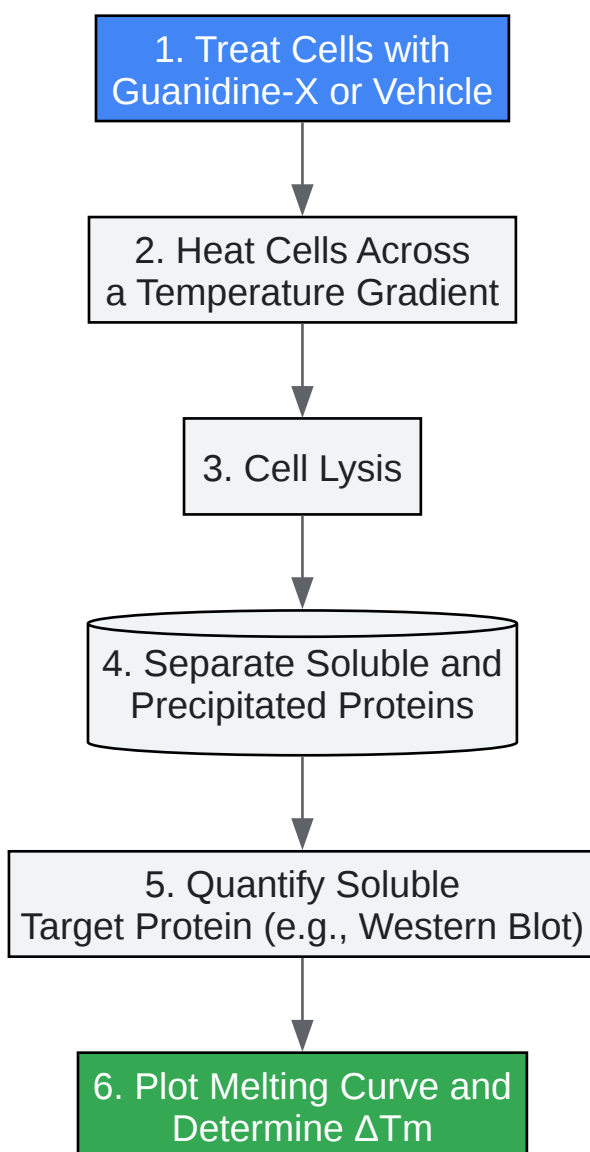 1. Treat Cells with
Guanidine-X or Vehicle
2. Heat Cells Across
a Temperature Gradient
3. Cell Lysis
4. Separate Soluble and
Precipitated Proteins
5. Quantify Soluble
Target Protein (e.g., Western Blot)
6. Plot Melting Curve and
Determine ΔTm